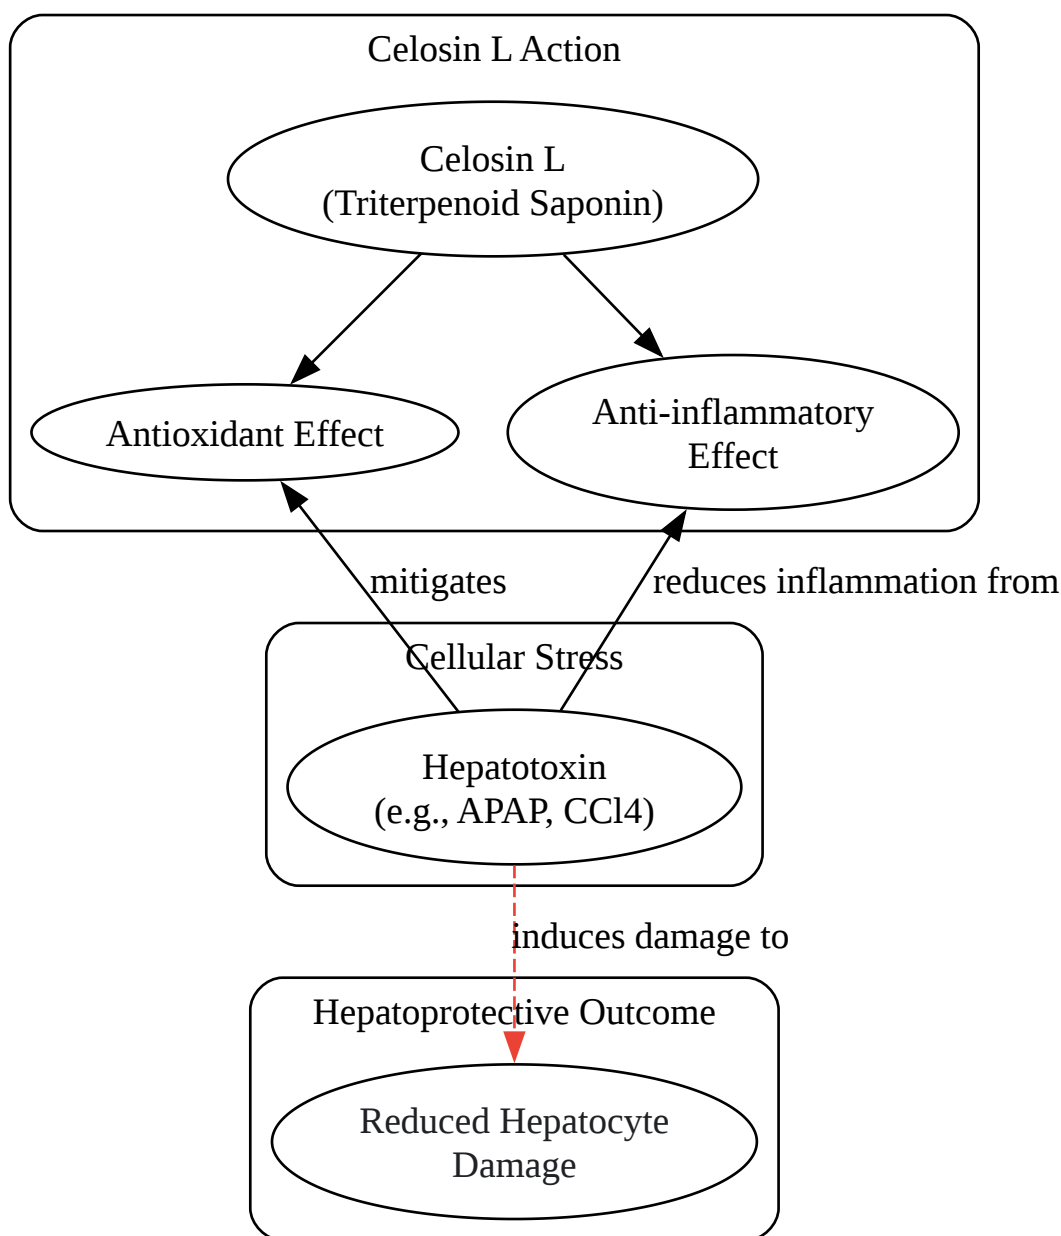 Celosin L Action
Celosin L
(Triterpenoid Saponin)
Antioxidant Effect
Anti-inflammatory
Effect
mitigates
reduces inflammation from
Cellular Stress
Hepatotoxin
(e.g., APAP, CCl4)
induces damage to
Hepatoprotective Outcome
Reduced Hepatocyte
Damage